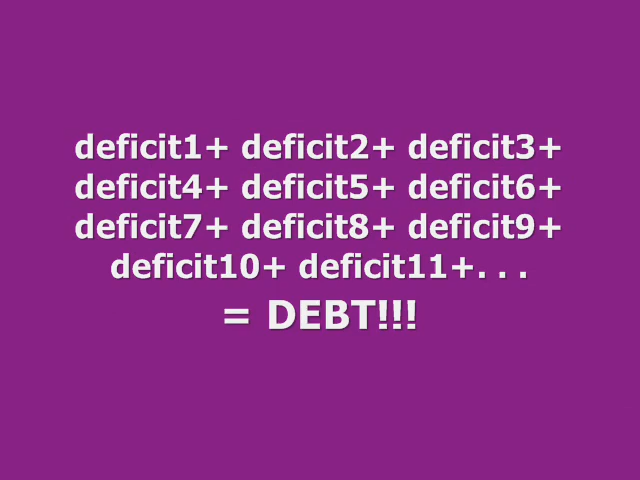 deficit1+ deficit2+ deficit3+
deficit4+ deficit5+ deficit6+
deficit7+ deficit8+ deficit9+
deficit10+ deficit11+. . .
= DEBT!!!